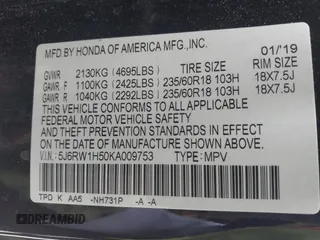 MFD BY HONDA OF AMERICA MFG.,INC. 01/'19
GVWR 2130KG (4695LBS) TIRE SIZE RIM SIZE
GAWR F 1100KG (2425LBS) 235/60R18 103H 18X7.5J
GAWR R 1040KG (2292LBS) 235/60R18 103H 18X7.5J
THIS VEHICLE CONFORMS TO ALL APPLICABLE
FEDERAL MOTOR VEHICLE SAFETY
AND THEFT PREVENTION STANDARDS IN
EFFECT ON THE DATE OF MANUFACTURE
SHOWN ABOVE.
V.I.N: 5J6RW1H50KA009753 TYPE: MPV
TPD K AA5 -NH731P -A -A
DREAMBID